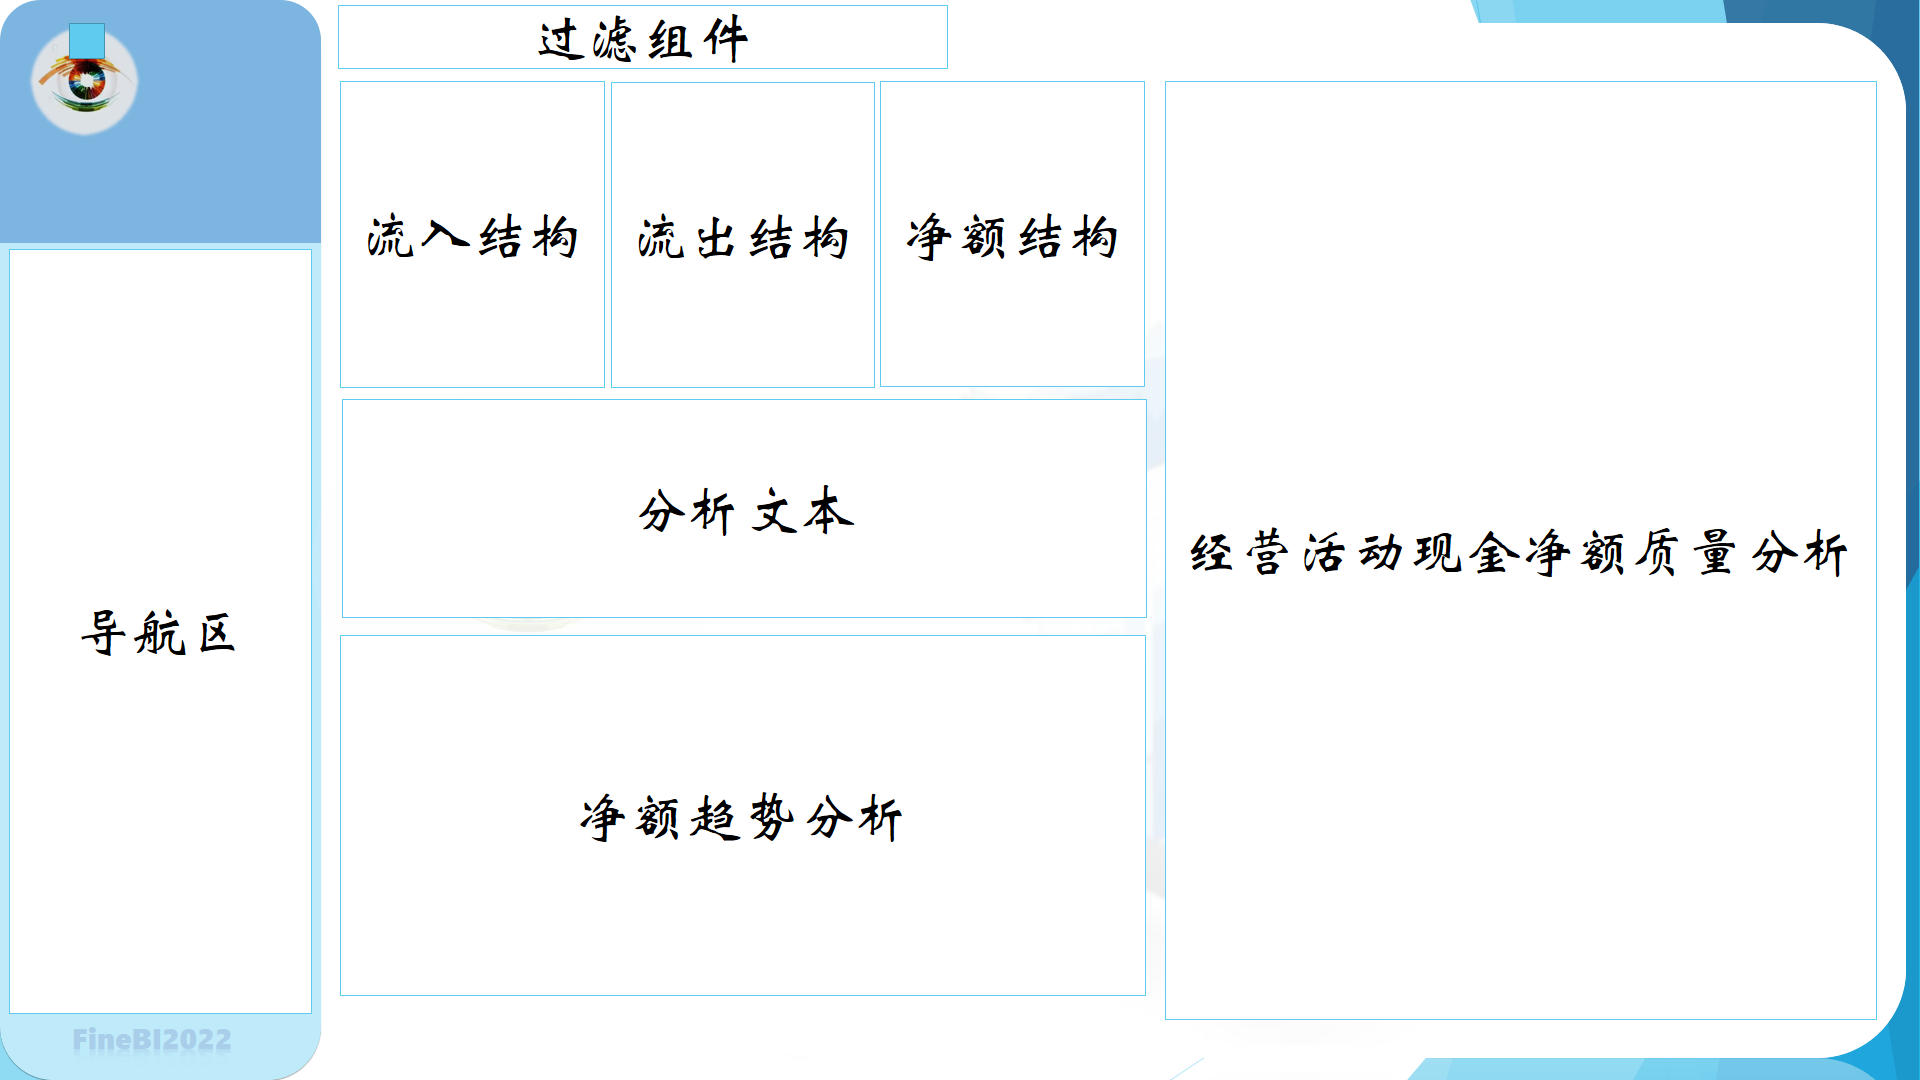 过滤组件
流入结构
流出结构
净额结构
分析文本
经营活动现金净额质量分析
导航区
净额趋势分析
FineBI2022